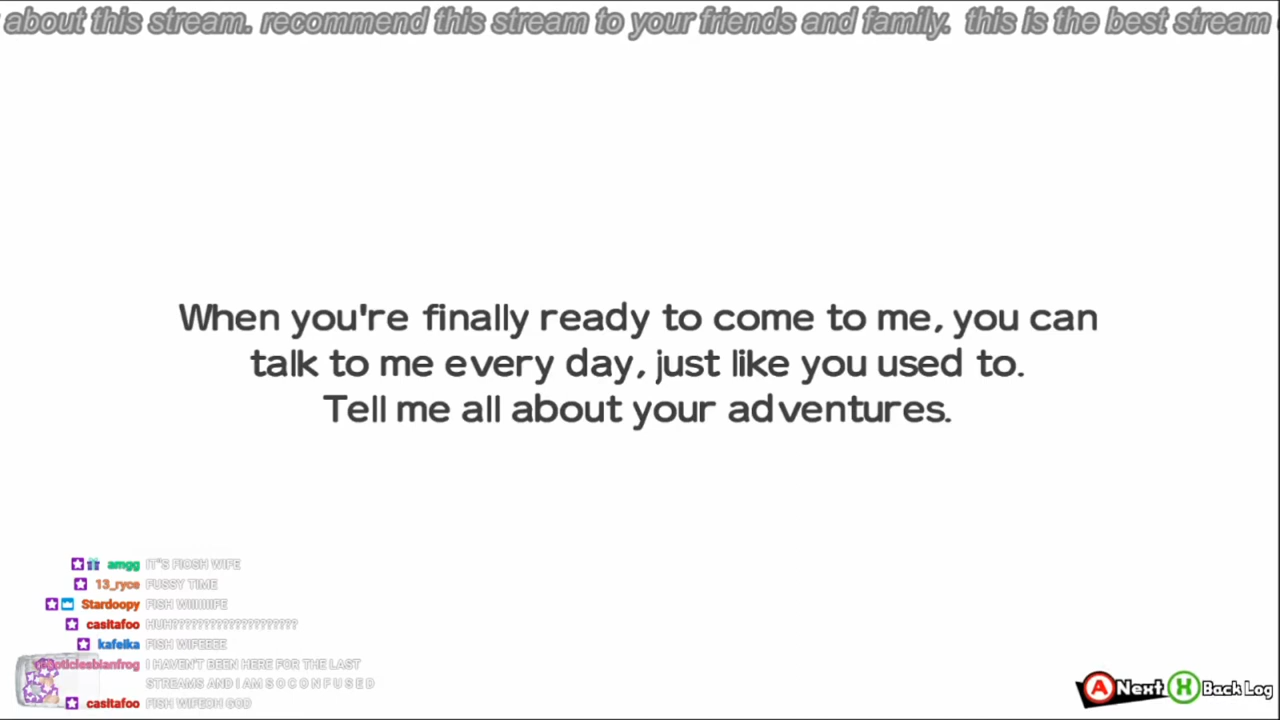 about this stream. recommend this stream to your friends and family. this is the best stream
When you're finally ready to come to me, you can
talk to me every day, just like you used to.
Tell me all about your adventures.
amgg IT"S FIOSH WIFE
13_ryce PUSSY TIME
Stardoopy FISH WIIIIIIIFE
casitafoo HUH????????????????????
kafeika FISH WIFEEEE
I HAVEN'T BEEN HERE FOR THE LAST
STREAMS AND I AM S O C O N F U S E D
casitafoo FISH WIFEOH GOD
A Next X Back Log